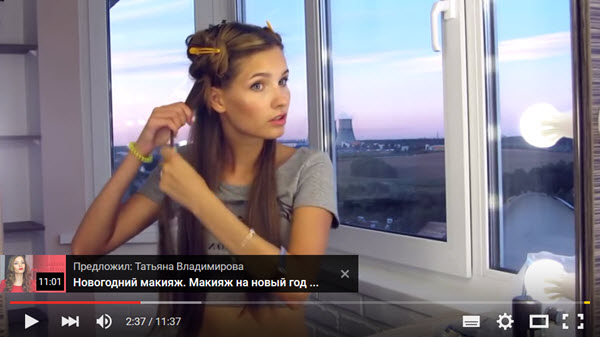 Предложил: Татьяна Владимирова
11:01
Новогодний макияж. Макияж на новый год ...
2:37 / 11:37